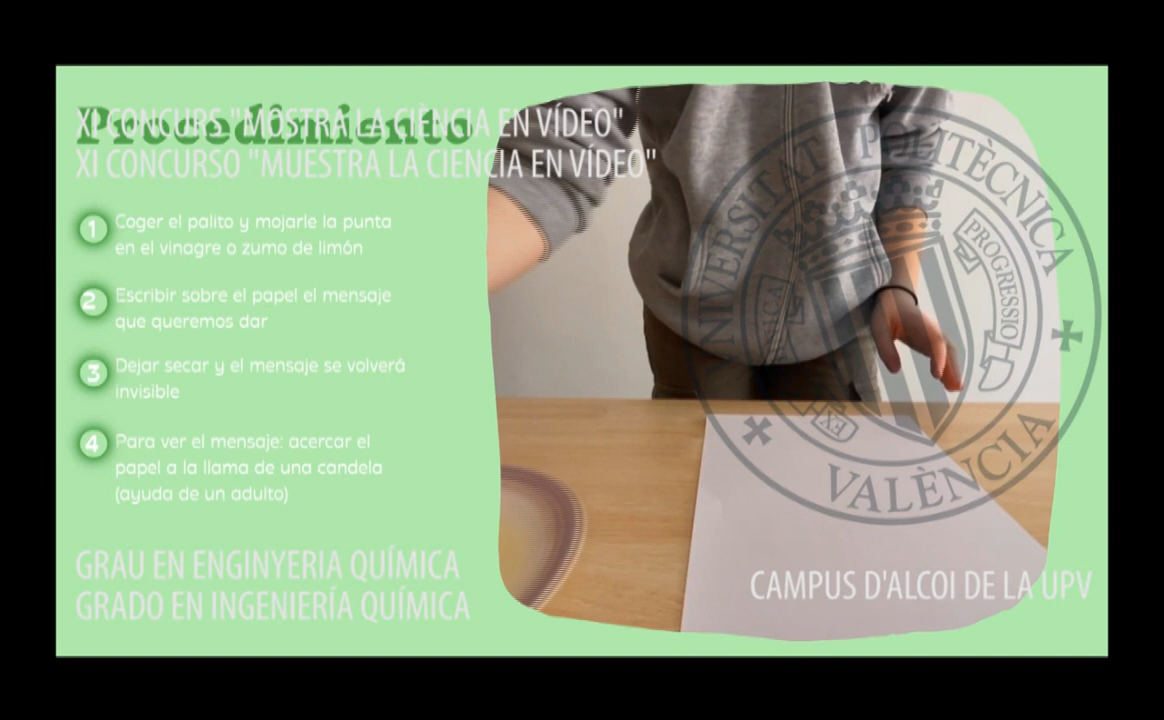 Procedimiento
XI CONCURS "MOSTRA LA CIÈNCIA EN VÍDEO"
XI CONCURSO "MUESTRA LA CIENCIA EN VÍDEO"
1 Coger el palito y mojarle la punta
en el vinagre o zumo de limón
2 Escribir sobre el papel el mensaje
que queremos dar
3 Dejar secar y el mensaje se volverá
invisible
4 Para ver el mensaje: acercar el
papel a la llama de una candela
(ayuda de un adulto)
GRAU EN ENGINYERIA QUÍMICA
GRADO EN INGENIERÍA QUÍMICA
UNIVERSITAT POLITÈCNICA
VALÈNCIA
PROGRESSIO
EX
CAMPUS D'ALCOI DE LA UPV